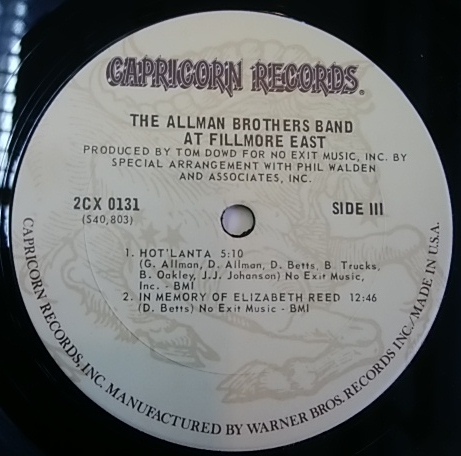 CAPRICORN RECORDS®
THE ALLMAN BROTHERS BAND
AT FILLMORE EAST
PRODUCED BY TOM DOWD FOR NO EXIT MUSIC, INC. BY
SPECIAL ARRANGEMENT WITH PHIL WALDEN
AND ASSOCIATES, INC.
2CX 0131
(S40,803)
SIDE III
1. HOT'LANTA 5:10
(G. Allman, D. Allman, D. Betts, B. Trucks,
B. Oakley, J.J. Johanson) No Exit Music,
Inc. - BMI
2. IN MEMORY OF ELIZABETH REED 12:46
(D. Betts) No Exit Music - BMI
CAPRICORN RECORDS, INC. MANUFACTURED BY WARNER BROS. RECORDS INC./MADE IN U.S.A.